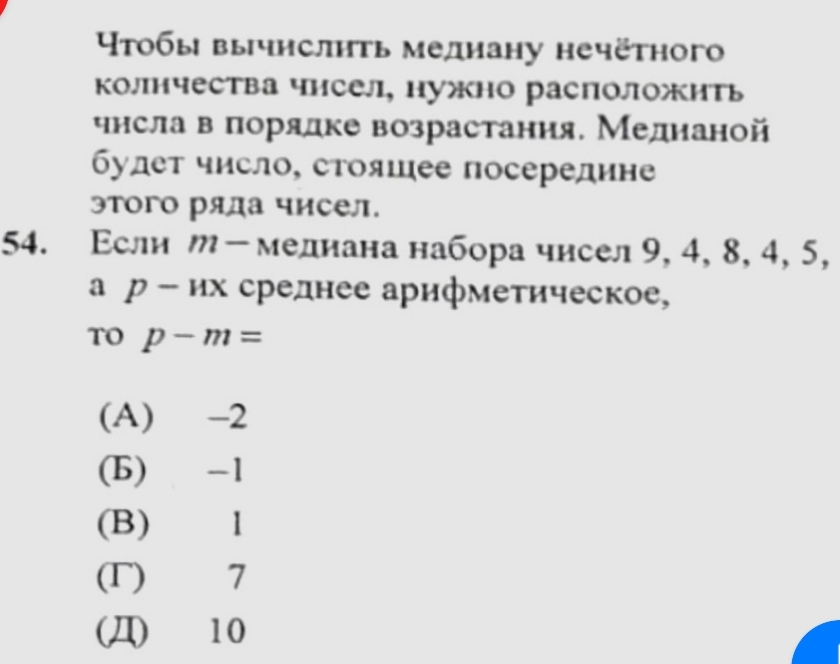 Чтобы вычислить медиану нечётного
количества чисел, нужно расположить
числа в порядке возрастания. Медианой
будет число, стоящее посередине
этого ряда чисел.
54. Если m – медиана набора чисел 9, 4, 8, 4, 5,
а p – их среднее арифметическое,
то p – m =
(А) –2
(Б) –1
(В) 1
(Г) 7
(Д) 10